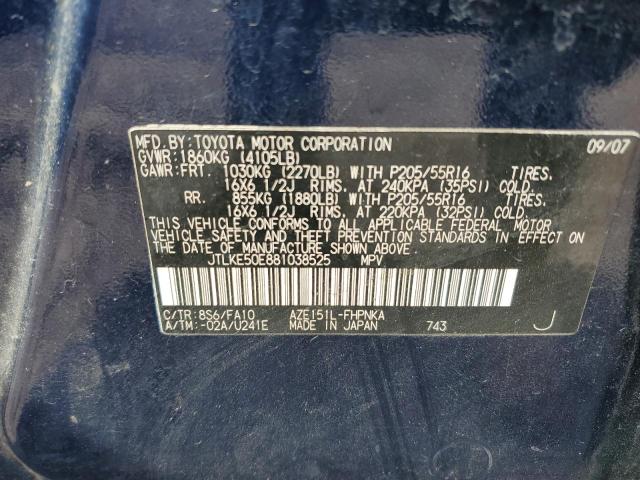 MFD.BY:TOYOTA MOTOR CORPORATION 09/07
GVWR:1860KG (4105LB)
GAWR:FRT. 1030KG (2270LB) WITH P205/55R16 TIRES.
16X6 1/2J RIMS. AT 240KPA (35PSI) COLD.
RR. 855KG (1880LB) WITH P205/55R16 TIRES.
16X6 1/2J RIMS. AT 220KPA (32PSI) COLD.
THIS VEHICLE CONFORMS TO ALL APPLICABLE FEDERAL MOTOR
VEHICLE SAFETY AND THEFT PREVENTION STANDARDS IN EFFECT ON
THE DATE OF MANUFACTURE SHOWN ABOVE.
JTLKE50E881038525 MPV
C/TR:8S6/FA10 AZE151L-FHPNKA
A/TM:-02A/U241E MADE IN JAPAN 743 J